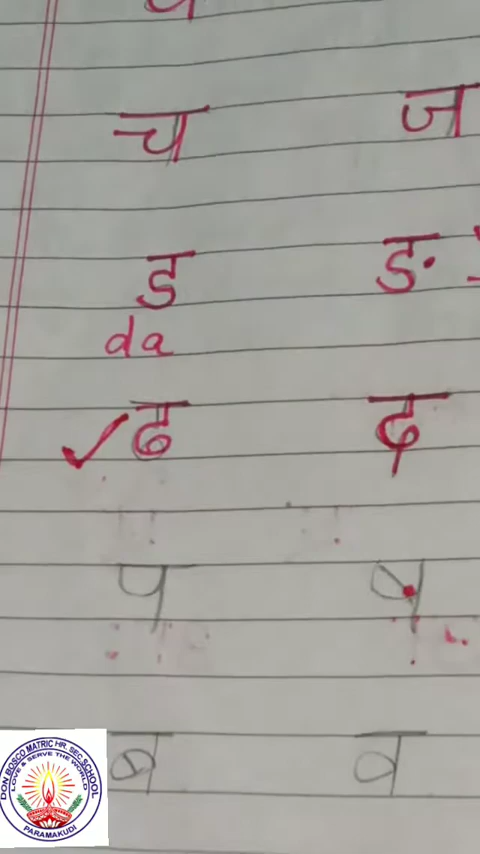 च ज
ड ङ
da
✓ ढ द
प ष
ब व
DON BOSCO MATRIC HR. SEC. SCHOOL
LOVE & SERVE THE WORLD
PARAMAKUDI